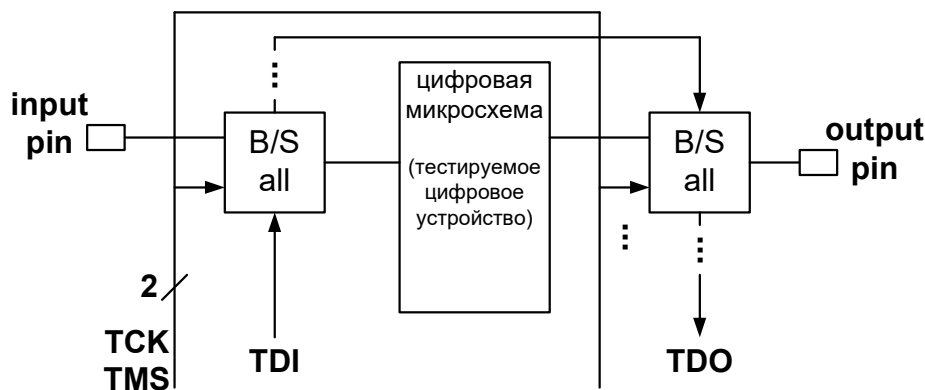 input
pin
B/S
all
цифровая
микросхема
(тестируемое
цифровое
устройство)
B/S
all
output
pin
2
TCK
TMS
TDI
TDO